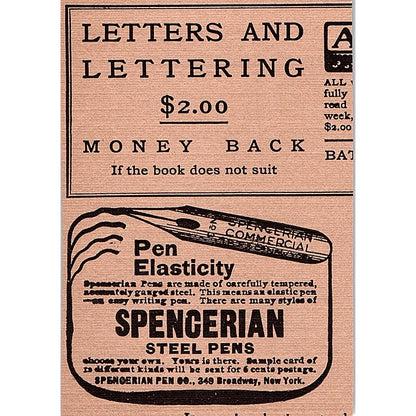 LETTERS AND
LETTERING
$2.00
MONEY BACK
If the book does not suit
A
ALL
fully
read
week,
$2.00
BAT
No 2
SPENCERIAN
COMMERCIAL
Pen
Elasticity
Spencerian Pens are made of carefully tempered,
accurately gauged steel. This means an elastic pen
—an easy writing pen. There are many styles of
SPENCERIAN
STEEL PENS
choose your own. Yours is there. Sample card of
different kinds will be sent for 6 cents postage.
SPENCERIAN PEN CO., 349 Broadway, New York.